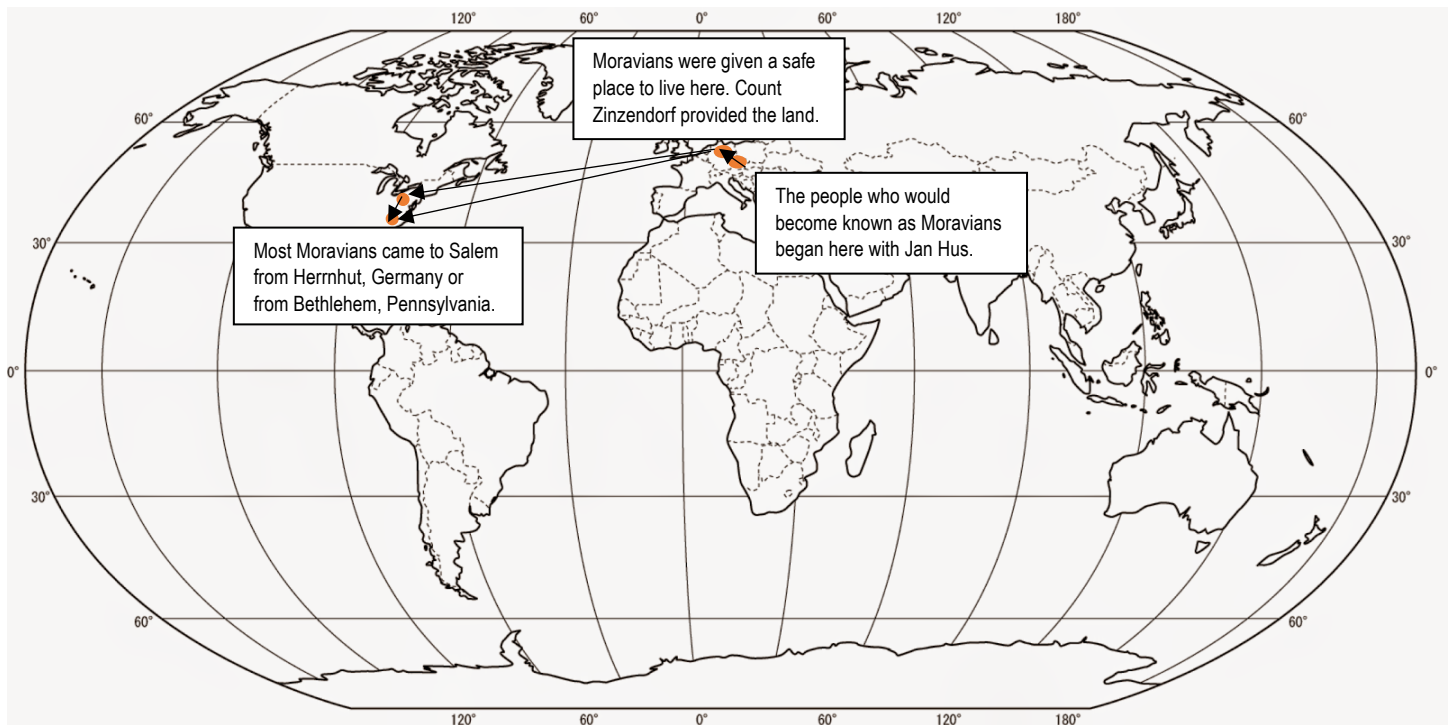 120° 60° 0° 60° 120° 180°
Moravians were given a safe
place to live here. Count
Zinzendorf provided the land.
60° 60°
The people who would
become known as Moravians
began here with Jan Hus.
30° 30°
Most Moravians came to Salem
from Herrnhut, Germany or
from Bethlehem, Pennsylvania.
0° 0°
30° 30°
60° 60°
120° 60° 0° 60° 120° 180°